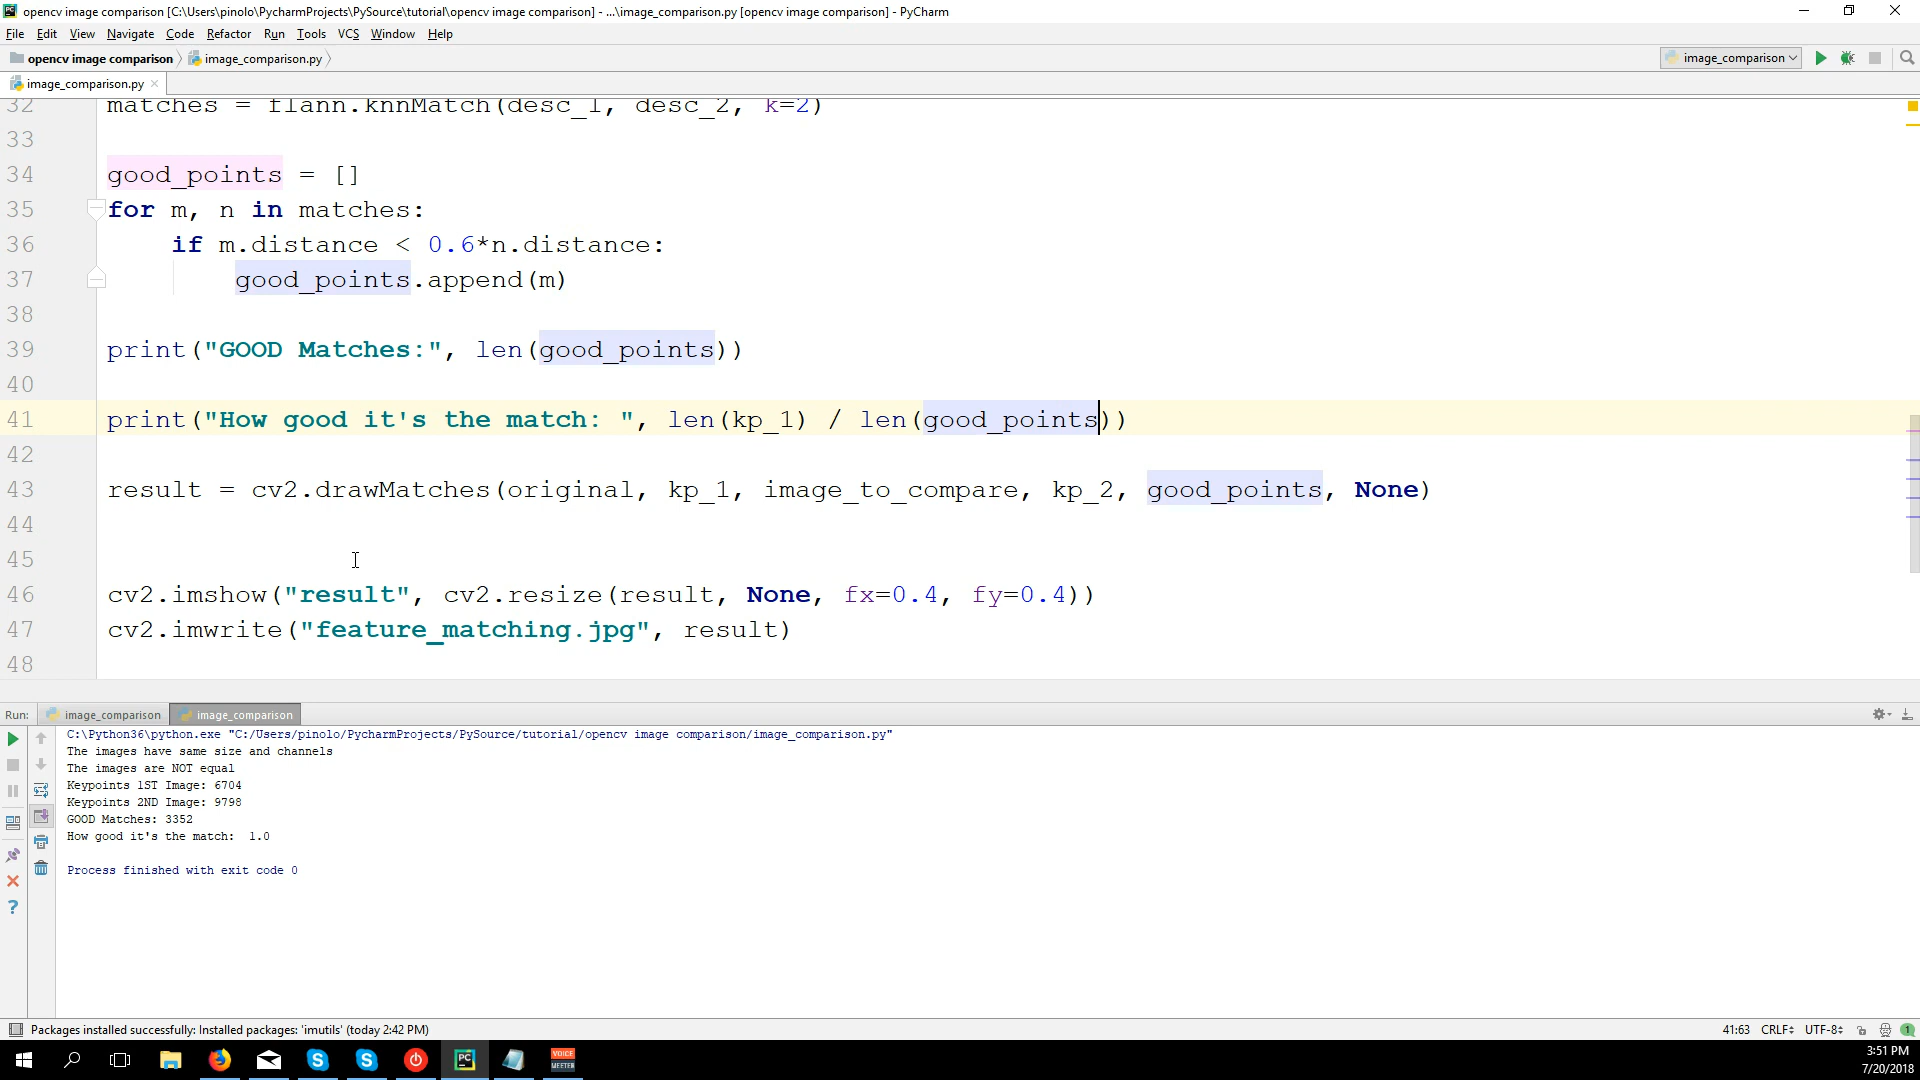 opencv image comparison [C:\Users\pinolo\PycharmProjects\PySource\tutorial\opencv image comparison] - ...\image_comparison.py [opencv image comparison] - PyCharm
File Edit View Navigate Code Refactor Run Tools VCS Window Help
opencv image comparison image_comparison.py image_comparison
image_comparison.py
32 matches = flann.knnMatch(desc_1, desc_2, k=2)
33
34 good_points = []
35 for m, n in matches:
36 if m.distance < 0.6*n.distance:
37 good_points.append(m)
38
39 print("GOOD Matches:", len(good_points))
40
41 print("How good it's the match: ", len(kp_1) / len(good_points))
42
43 result = cv2.drawMatches(original, kp_1, image_to_compare, kp_2, good_points, None)
44
45
46 cv2.imshow("result", cv2.resize(result, None, fx=0.4, fy=0.4))
47 cv2.imwrite("feature_matching.jpg", result)
48
Run: image_comparison image_comparison
C:\Python36\python.exe "C:/Users/pinolo/PycharmProjects/PySource/tutorial/opencv image comparison/image_comparison.py"
The images have same size and channels
The images are NOT equal
Keypoints 1ST Image: 6704
Keypoints 2ND Image: 9798
GOOD Matches: 3352
How good it's the match:  1.0
Process finished with exit code 0
Packages installed successfully: Installed packages: 'imutils' (today 2:42 PM) 41:63 CRLF UTF-8 1
PC VOICE MEETER
3:51 PM
7/20/2018